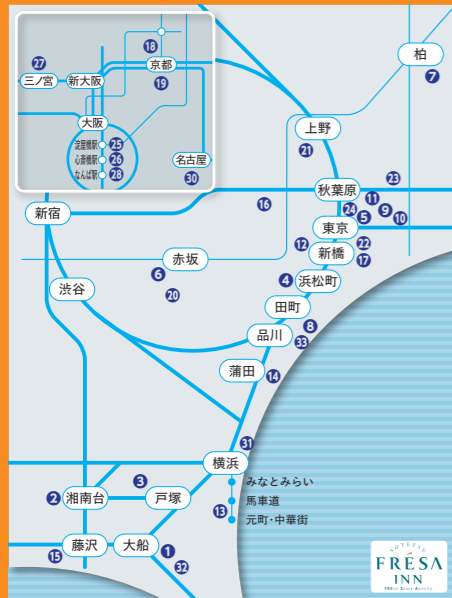 18
27
京都
三ノ宮
新大阪
19
大阪
淀屋橋駅 25
心斎橋駅 26
なんば駅 28
名古屋
30
柏
7
上野
21
秋葉原
23
11
16
24 5 9 10
新宿
東京
12
22
新橋
17
赤坂
6
20
4 浜松町
渋谷
田町
8
品川
33
蒲田
14
31
横浜
みなとみらい
馬車道
13
元町・中華街
3
2 湘南台
戸塚
15
藤沢
大船
1
32
SOTETSU
FRĒSA
INN